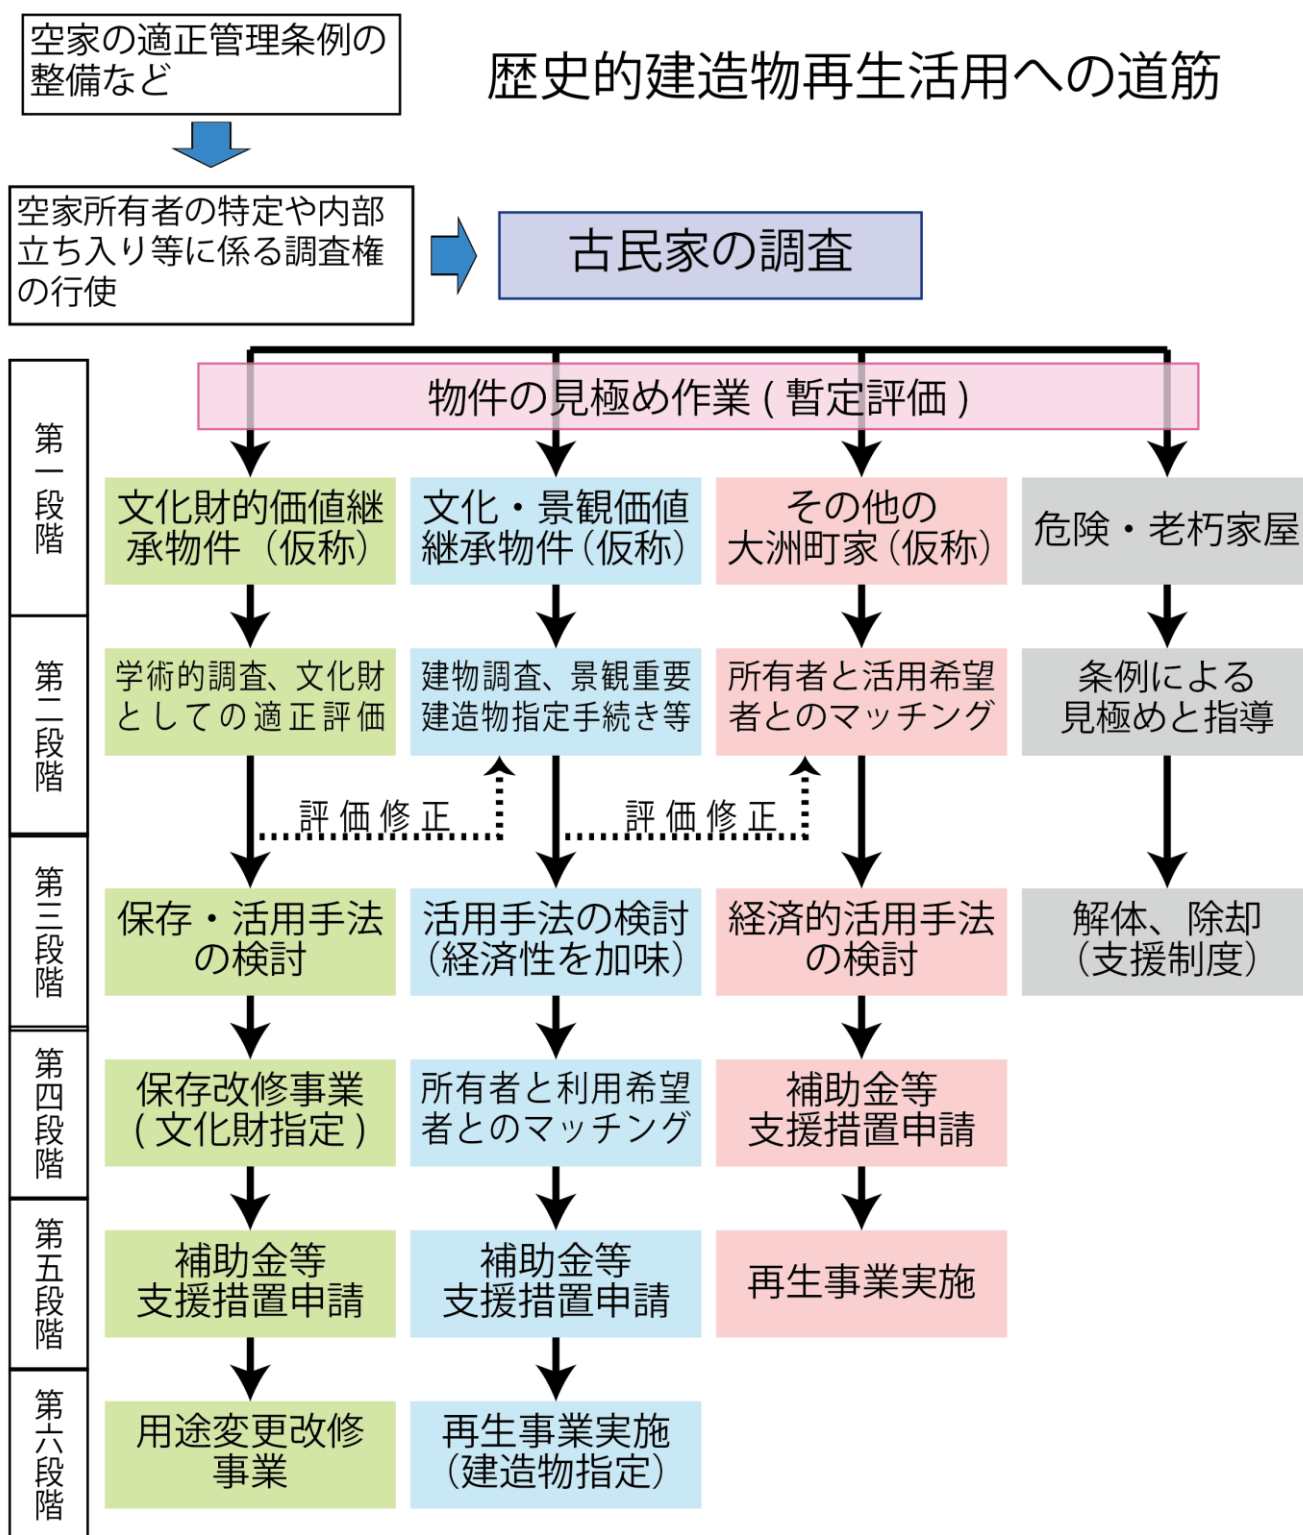 空家の適正管理条例の
整備など
歴史的建造物再生活用への道筋
空家所有者の特定や内部
立ち入り等に係る調査権
の行使
古民家の調査
物件の見極め作業(暫定評価)
第一段階
文化財的価値継
承物件（仮称）
文化・景観価値
継承物件（仮称）
その他の
大洲町家（仮称）
危険・老朽家屋
第二段階
学術的調査、文化財
としての適正評価
建物調査、景観重要
建造物指定手続き等
所有者と活用希望
者とのマッチング
条例による
見極めと指導
評価修正
評価修正
第三段階
保存・活用手法
の検討
活用手法の検討
（経済性を加味）
経済的活用手法
の検討
解体、除却
（支援制度）
第四段階
保存改修事業
(文化財指定)
所有者と利用希望
者とのマッチング
補助金等
支援措置申請
第五段階
補助金等
支援措置申請
補助金等
支援措置申請
再生事業実施
第六段階
用途変更改修
事業
再生事業実施
（建造物指定）